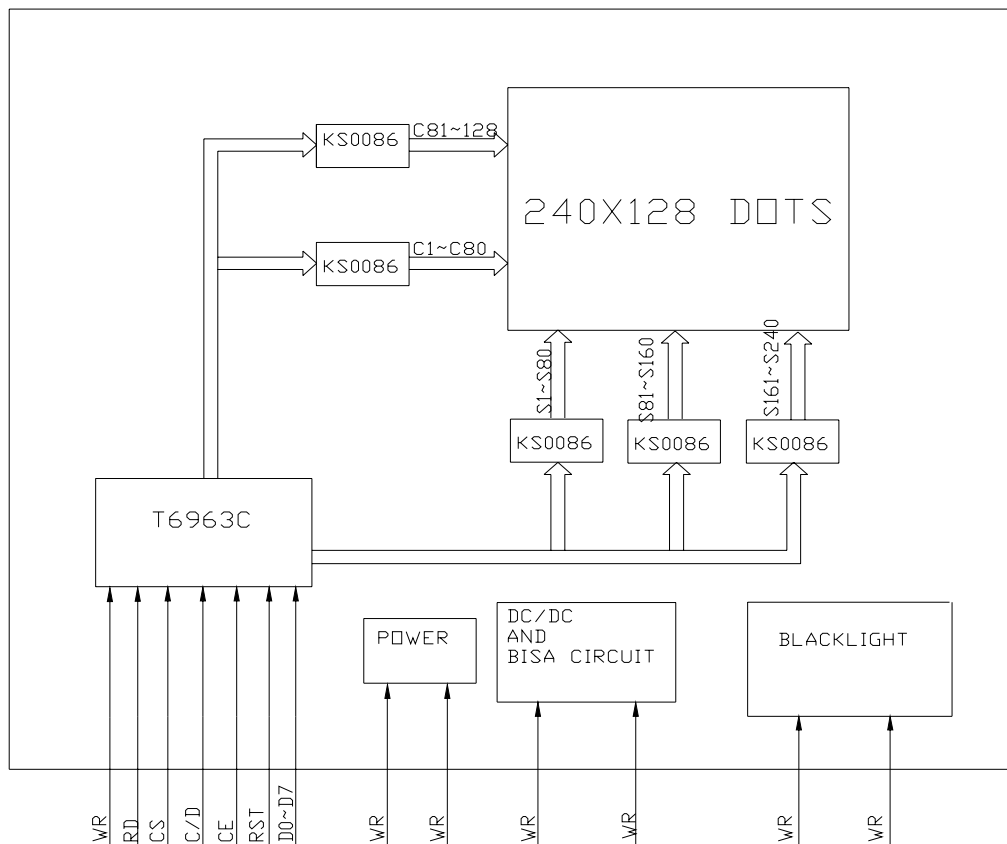 C81~128
KS0086
240X128 DOTS
C1~C80
KS0086
S1~S80
S81~S160
S161~S240
KS0086
KS0086
KS0086
T6963C
POWER
DC/DC
AND
BISA CIRCUIT
BLACKLIGHT
WR
RD
CS
C/D
CE
RST
D0~D7
WR
WR
WR
WR
WR
WR